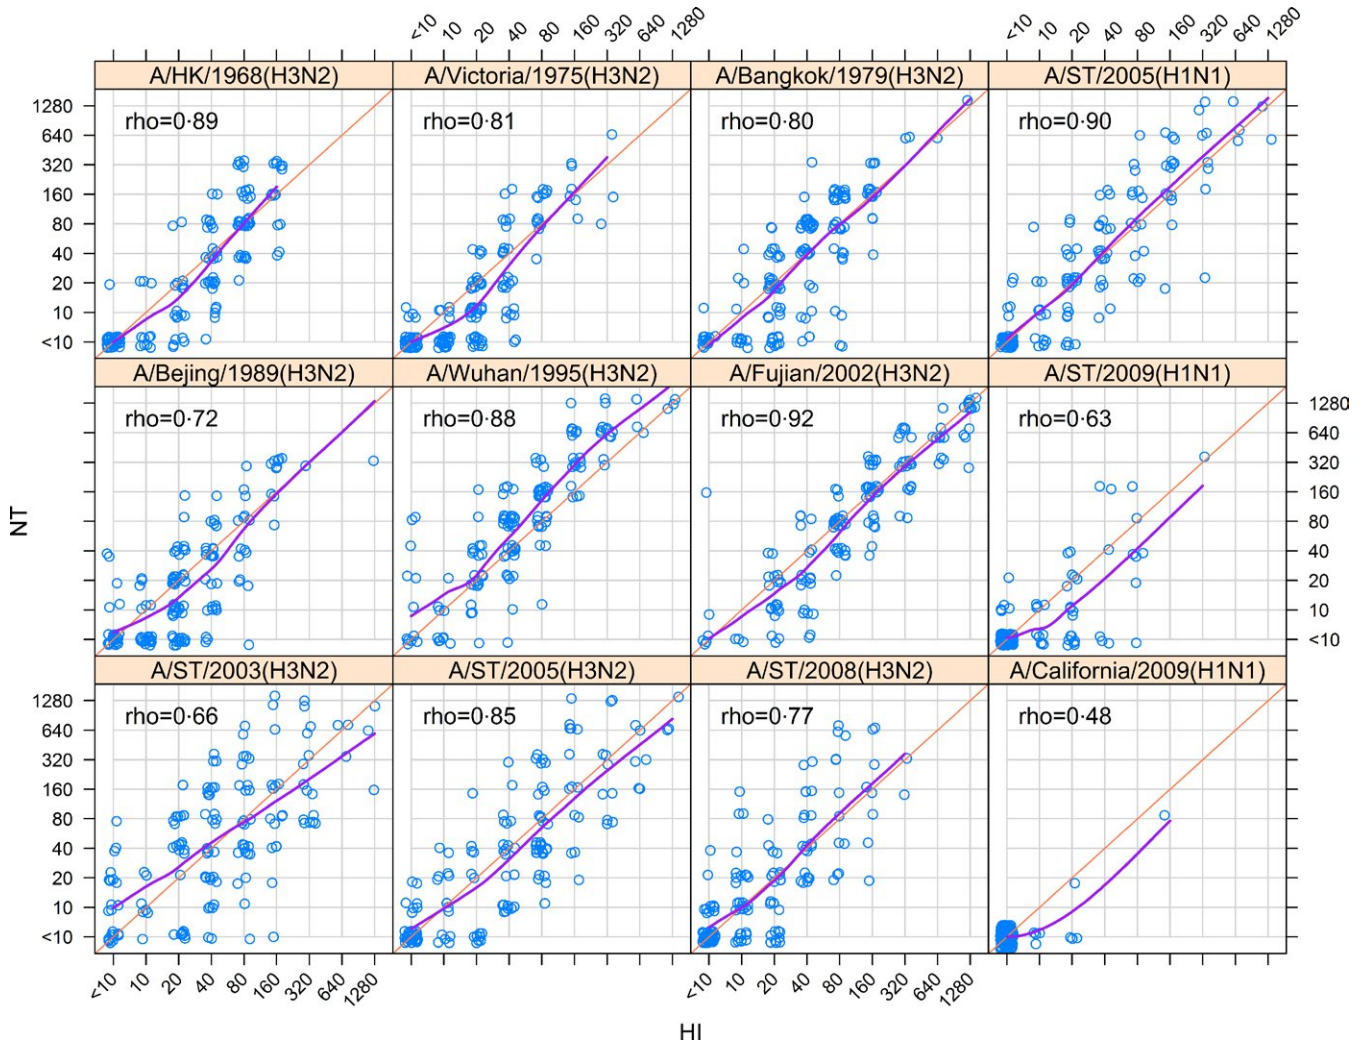 <10 10 20 40 80 160 320 640 1280 <10 10 20 40 80 160 320 640 1280
A/HK/1968(H3N2) A/Victoria/1975(H3N2) A/Bangkok/1979(H3N2) A/ST/2005(H1N1)
rho=0·89 rho=0·81 rho=0·80 rho=0·90
1280
640
320
160
80
40
20
10
<10
A/Bejing/1989(H3N2) A/Wuhan/1995(H3N2) A/Fujian/2002(H3N2) A/ST/2009(H1N1)
rho=0·72 rho=0·88 rho=0·92 rho=0·63
1280
640
320
160
80
40
20
10
<10
NT
A/ST/2003(H3N2) A/ST/2005(H3N2) A/ST/2008(H3N2) A/California/2009(H1N1)
rho=0·66 rho=0·85 rho=0·77 rho=0·48
1280
640
320
160
80
40
20
10
<10
<10 10 20 40 80 160 320 640 1280 <10 10 20 40 80 160 320 640 1280
HI